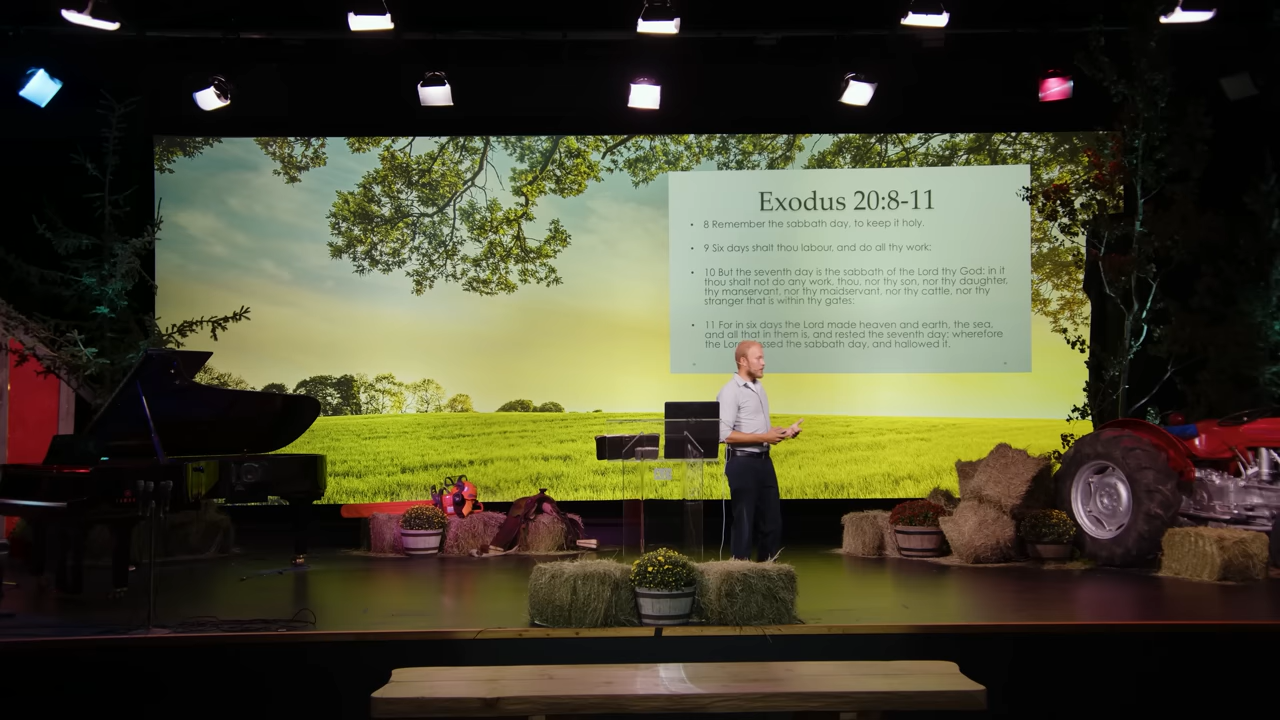 Exodus 20:8-11
• 8 Remember the sabbath day, to keep it holy.
• 9 Six days shalt thou labour, and do all thy work:
• 10 But the seventh day is the sabbath of the Lord thy God: in it
thou shalt not do any work, thou, nor thy son, nor thy daughter,
thy manservant, nor thy maidservant, nor thy cattle, nor thy
stranger that is within thy gates:
• 11 For in six days the Lord made heaven and earth, the sea,
and all that in them is, and rested the seventh day: wherefore
the ssed the sabbath day, and hallowed it.